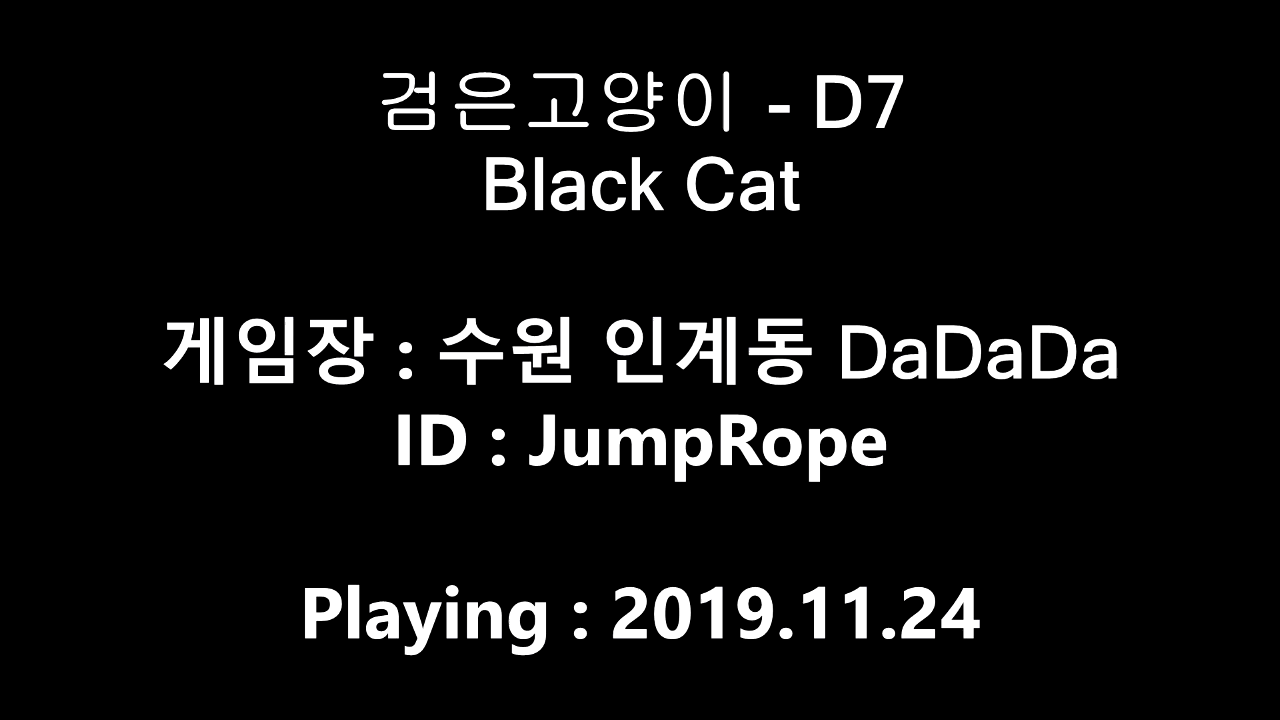 검은고양이 - D7
Black Cat
게임장 : 수원 인계동 DaDaDa
ID : JumpRope
Playing : 2019.11.24